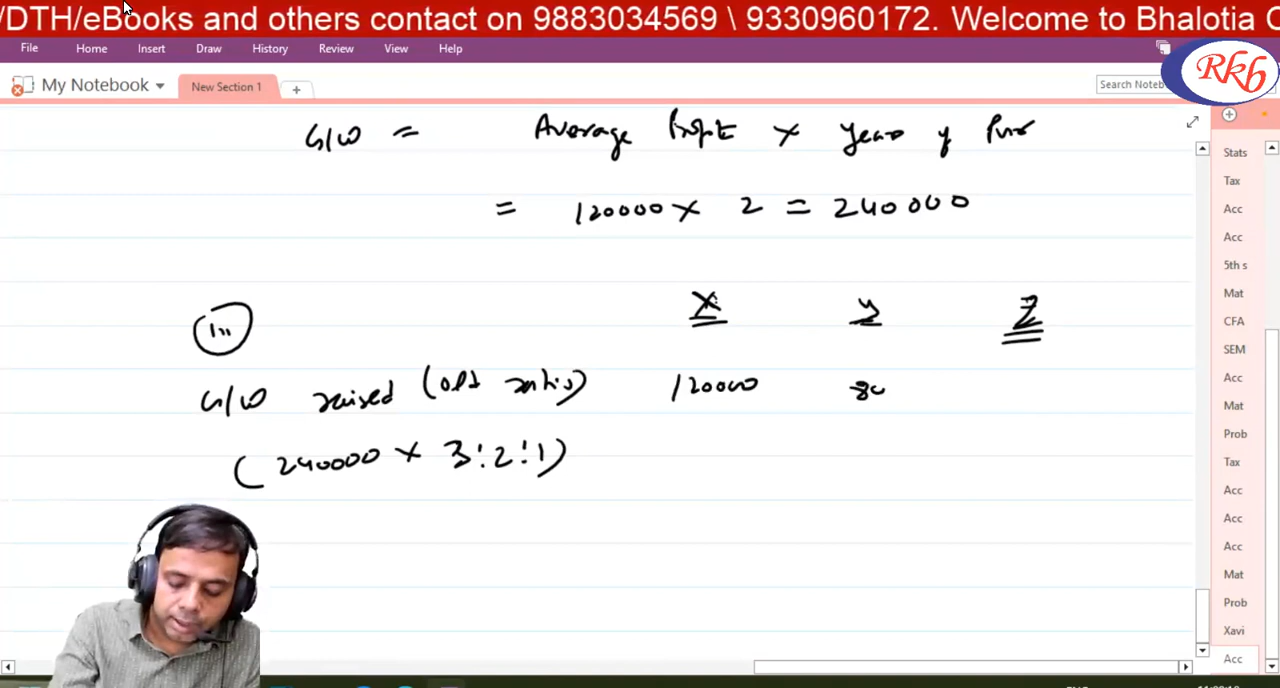 /DTH/eBooks and others contact on 9883034569 \ 9330960172. Welcome to Bhalotia C
File Home Insert Draw History Review View Help
Rkb
My Notebook New Section 1 + Search Noteb
G/W = Average Profit × Years of Pur
= 120000 × 2 = 240000
X Y Z
G/W raised (old ratio) 120000 80
(240000 × 3:2:1)
Stats
Tax
Acc
Acc
5th s
Mat
CFA
SEM
Acc
Mat
Prob
Tax
Acc
Acc
Acc
Mat
Prob
Xavi
Acc